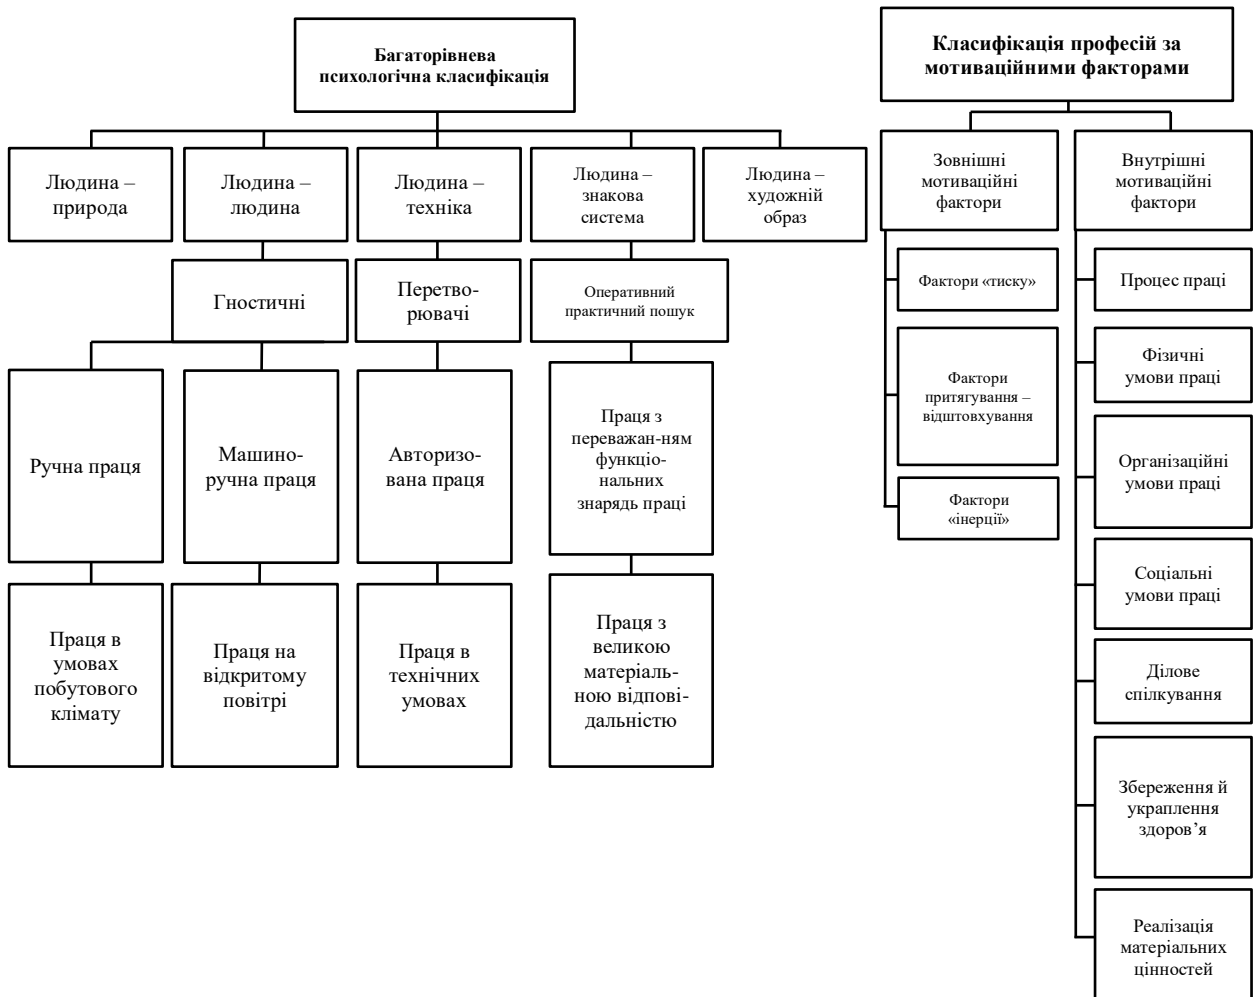 Багаторівнева
психологічна класифікація
Людина –
природа
Людина –
людина
Людина –
техніка
Людина –
знакова
система
Людина –
художній
образ
Гностичні
Перетво-
рювачі
Оперативний
практичний пошук
Ручна праця
Машино-
ручна праця
Авторизо-
вана праця
Праця з
переважан-ням
функціо-
нальних
знарядь праці
Праця в
умовах
побутового
клімату
Праця на
відкритому
повітрі
Праця в
технічних
умовах
Праця з
великою
матеріаль-
ною відпові-
дальністю
Класифікація професій за
мотиваційними факторами
Зовнішні
мотиваційні
фактори
Внутрішні
мотиваційні
фактори
Фактори «тиску»
Фактори
притягування –
відштовхування
Фактори
«інерції»
Процес праці
Фізичні
умови праці
Організаційні
умови праці
Соціальні
умови праці
Ділове
спілкування
Збереження й
украплення
здоров’я
Реалізація
матеріальних
цінностей